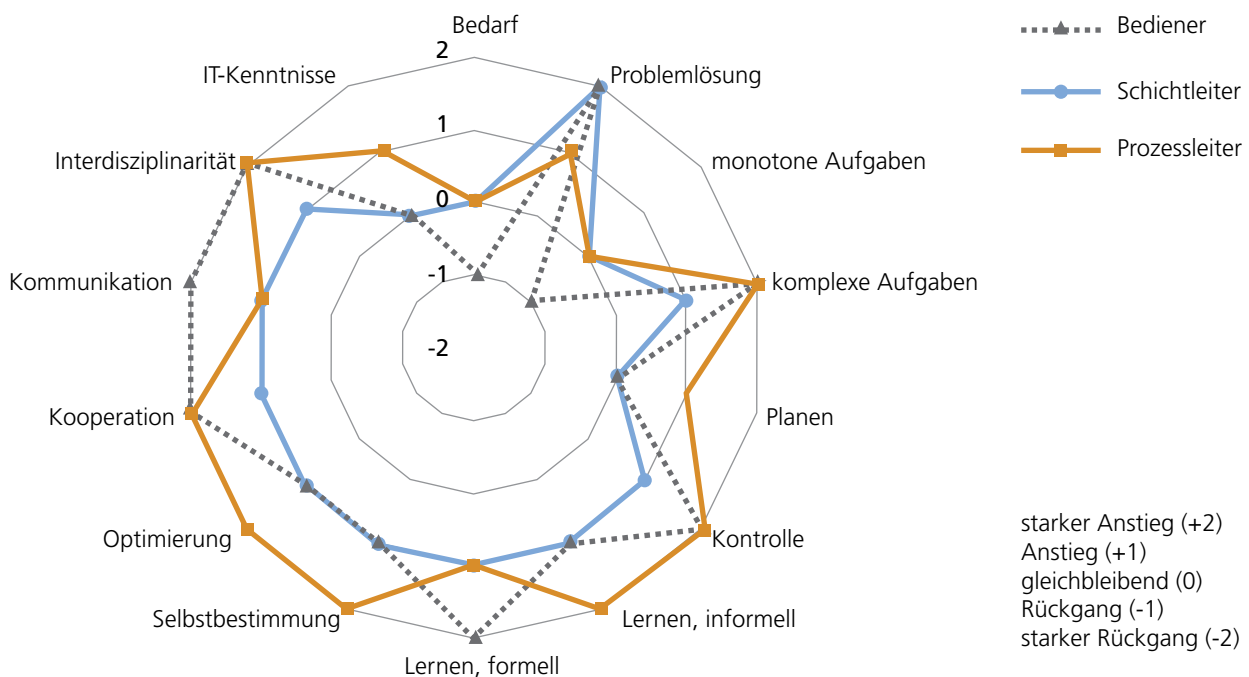 Bedarf
2
Problemlösung
IT-Kenntnisse
1
Interdisziplinarität
monotone Aufgaben
0
Kommunikation
-1
komplexe Aufgaben
-2
Kooperation
Planen
Optimierung
Kontrolle
Selbstbestimmung
Lernen, informell
Lernen, formell
Bediener
Schichtleiter
Prozessleiter
starker Anstieg (+2)
Anstieg (+1)
gleichbleibend (0)
Rückgang (-1)
starker Rückgang (-2)